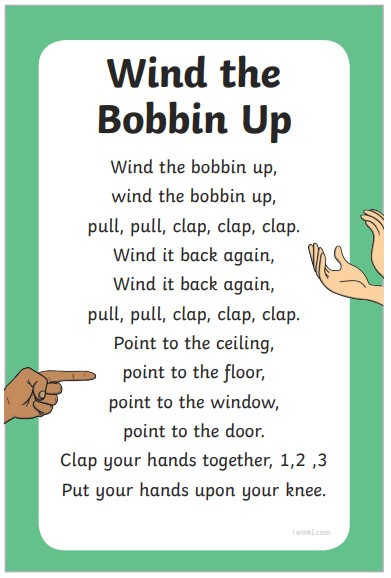 Wind the
Bobbin Up
Wind the bobbin up,
wind the bobbin up,
pull, pull, clap, clap, clap.
Wind it back again,
Wind it back again,
pull, pull, clap, clap, clap.
Point to the ceiling,
point to the floor,
point to the window,
point to the door.
Clap your hands together, 1,2 ,3
Put your hands upon your knee.
twinkl.com